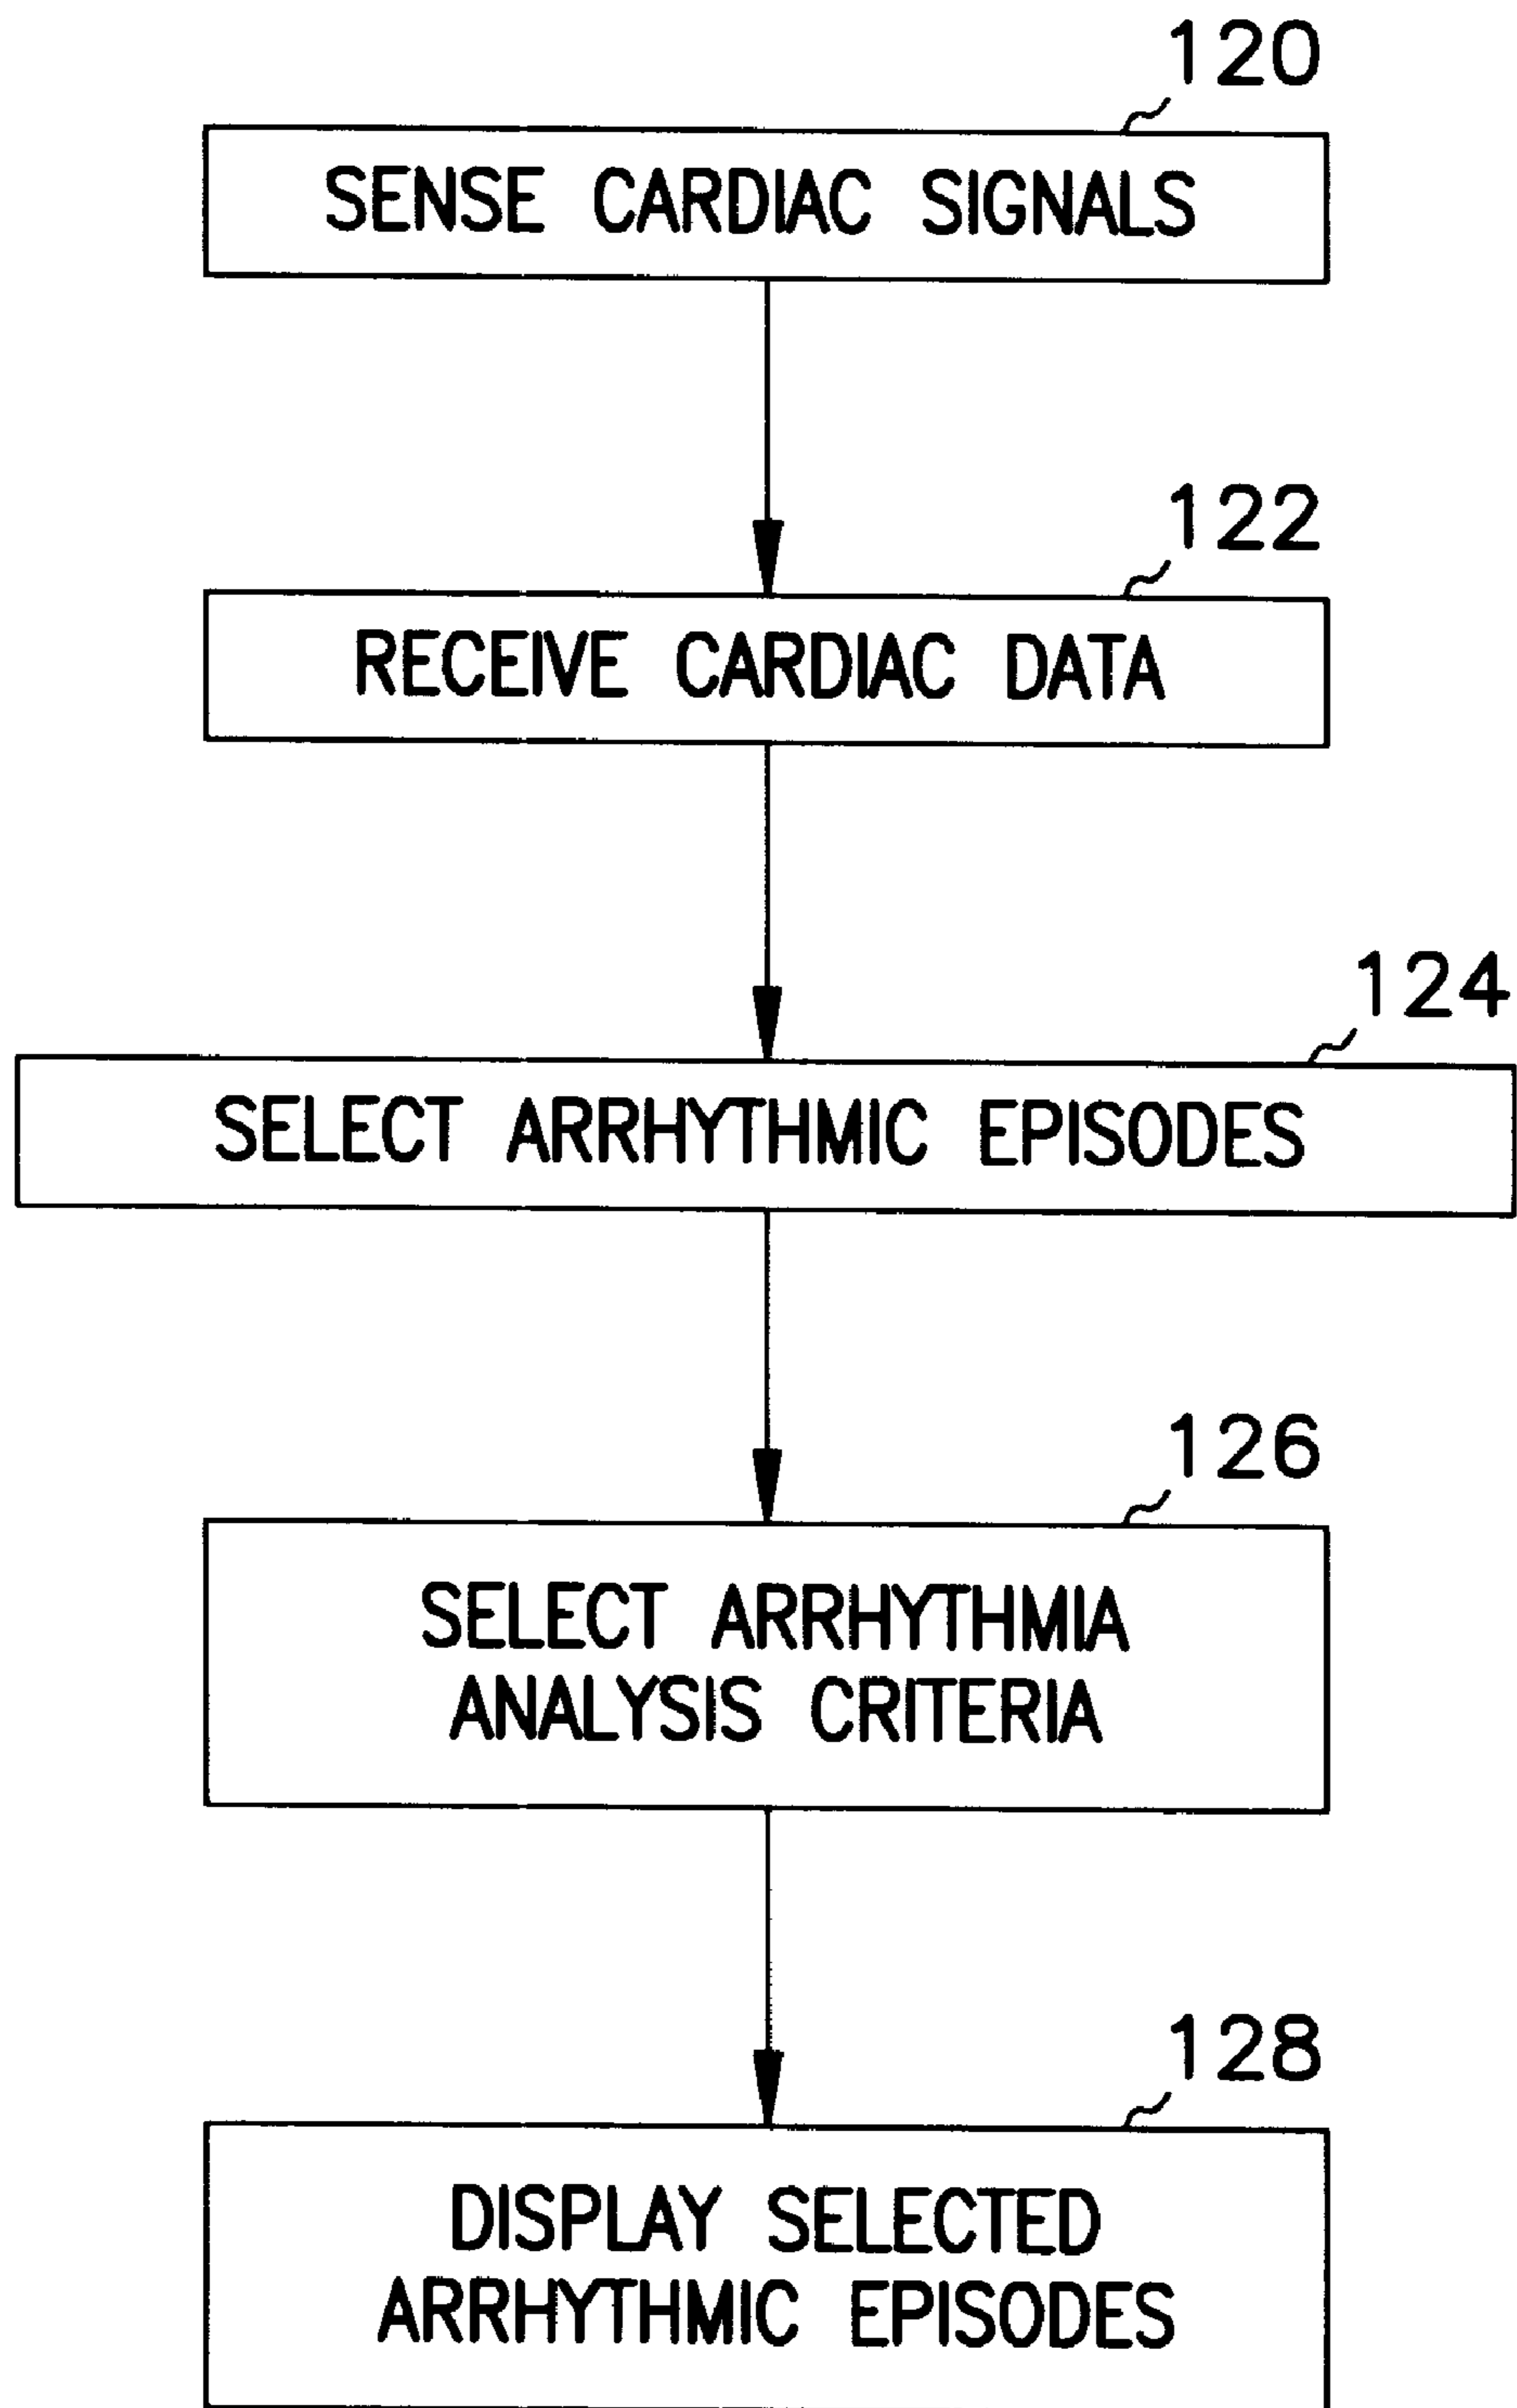 120
SENSE CARDIAC SIGNALS
122
RECEIVE CARDIAC DATA
124
SELECT ARRHYTHMIC EPISODES
126
SELECT ARRHYTHMIA
ANALYSIS CRITERIA
128
DISPLAY SELECTED
ARRHYTHMIC EPISODES